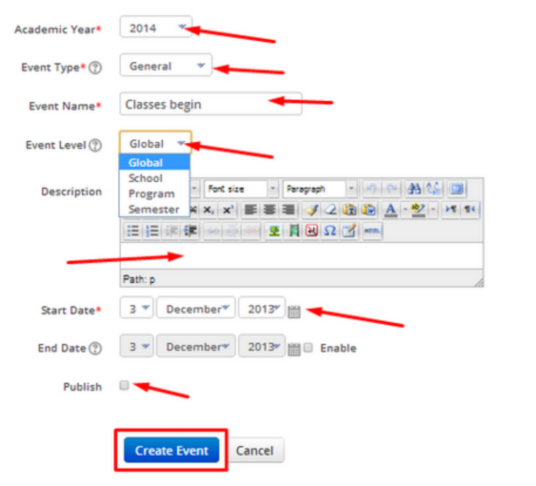 Academic Year* 2014
Event Type* General
Event Name* Classes begin
Event Level Global
Global
School
Program
Semester
Description Font size Paragraph
Path: p
Start Date* 3 December 2013
End Date 3 December 2013 Enable
Publish
Create Event Cancel